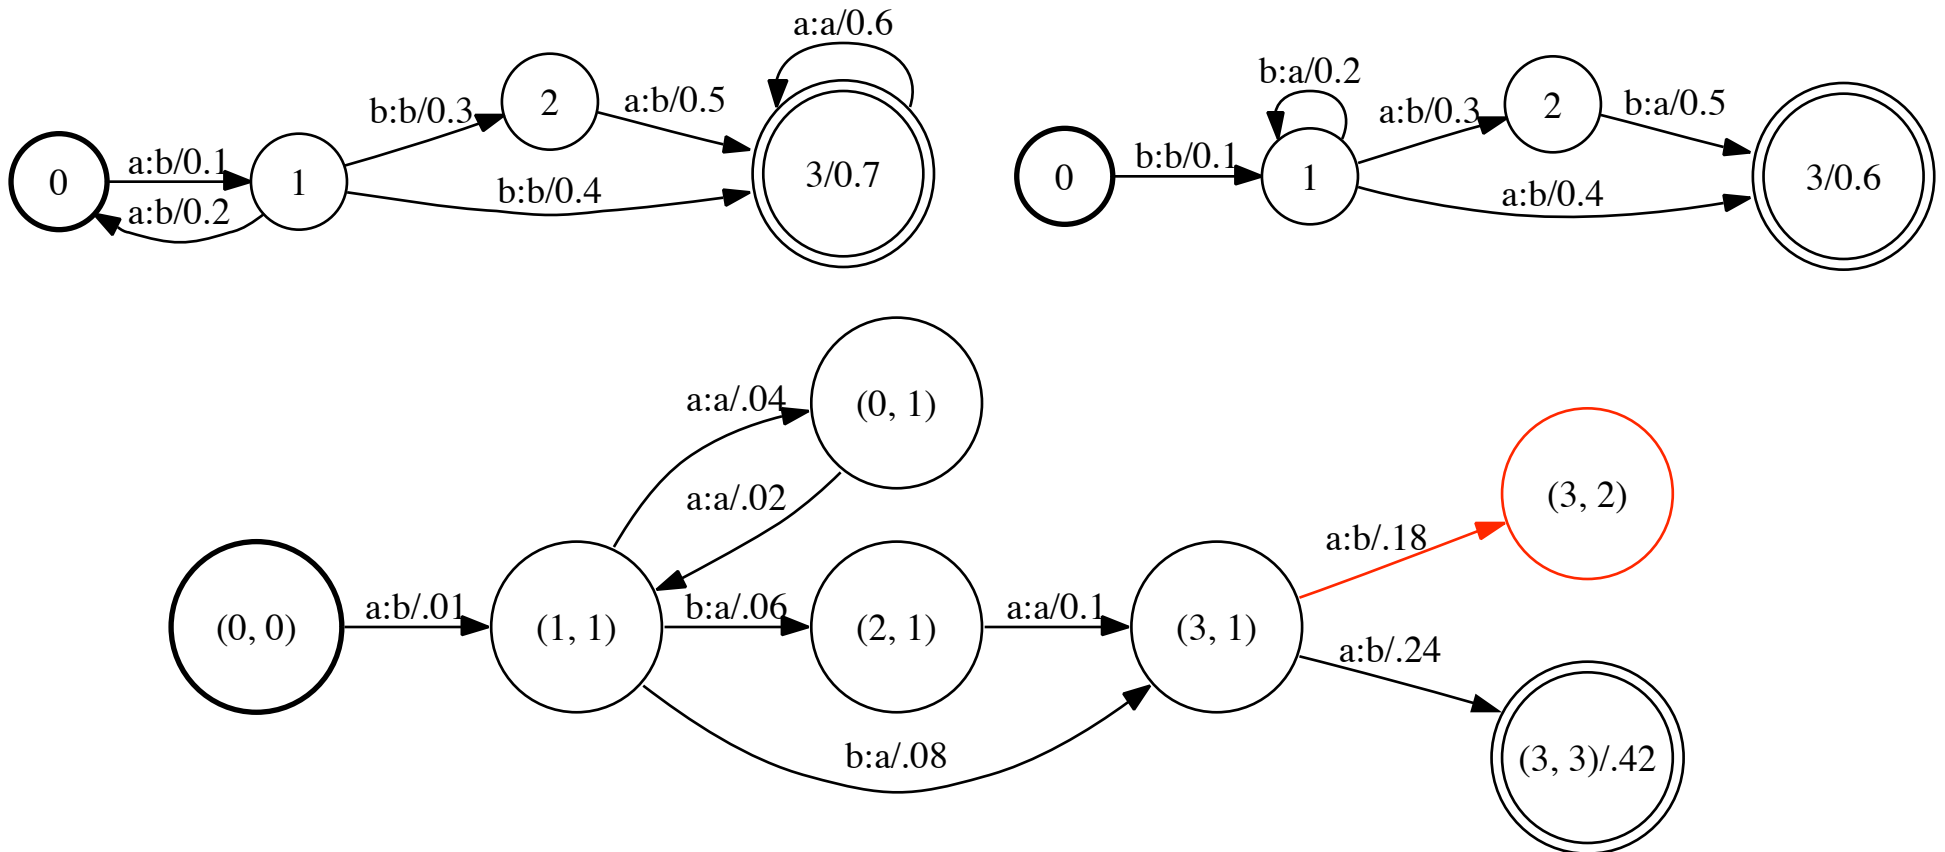 a:a/0.6
b:b/0.3
2
a:b/0.5
0
a:b/0.1
1
a:b/0.2
b:b/0.4
3/0.7
b:a/0.2
a:b/0.3
2
b:a/0.5
0
b:b/0.1
1
a:b/0.4
3/0.6
a:a/.04
(0, 1)
a:a/.02
(3, 2)
a:b/.18
(0, 0)
a:b/.01
(1, 1)
b:a/.06
(2, 1)
a:a/0.1
(3, 1)
a:b/.24
b:a/.08
(3, 3)/.42